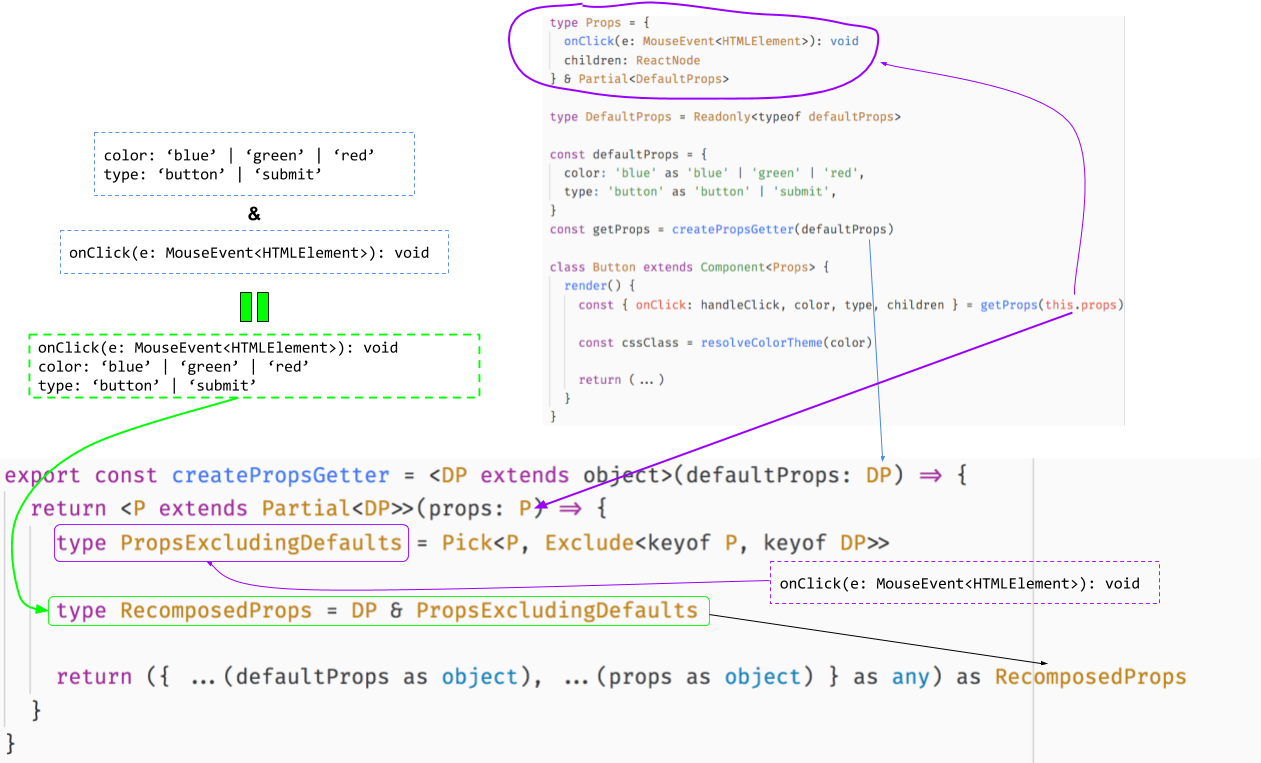 type Props = {
onClick(e: MouseEvent<HTMLElement>): void
children: ReactNode
} & Partial<DefaultProps>
type DefaultProps = Readonly<typeof defaultProps>
const defaultProps = {
color: 'blue' as 'blue' | 'green' | 'red',
type: 'button' as 'button' | 'submit',
}
const getProps = createPropsGetter(defaultProps)
class Button extends Component<Props> {
render() {
const { onClick: handleClick, color, type, children } = getProps(this.props)
const cssClass = resolveColorTheme(color)
return (...)
}
}
color: ‘blue’ | ‘green’ | ‘red’
type: ‘button’ | ‘submit’
&
onClick(e: MouseEvent<HTMLElement>): void
onClick(e: MouseEvent<HTMLElement>): void
color: ‘blue’ | ‘green’ | ‘red’
type: ‘button’ | ‘submit’
export const createPropsGetter = <DP extends object>(defaultProps: DP) => {
return <P extends Partial<DP>>(props: P) => {
type PropsExcludingDefaults = Pick<P, Exclude<keyof P, keyof DP>>
onClick(e: MouseEvent<HTMLElement>): void
type RecomposedProps = DP & PropsExcludingDefaults
return ({ ...(defaultProps as object), ...(props as object) } as any) as RecomposedProps
}
}